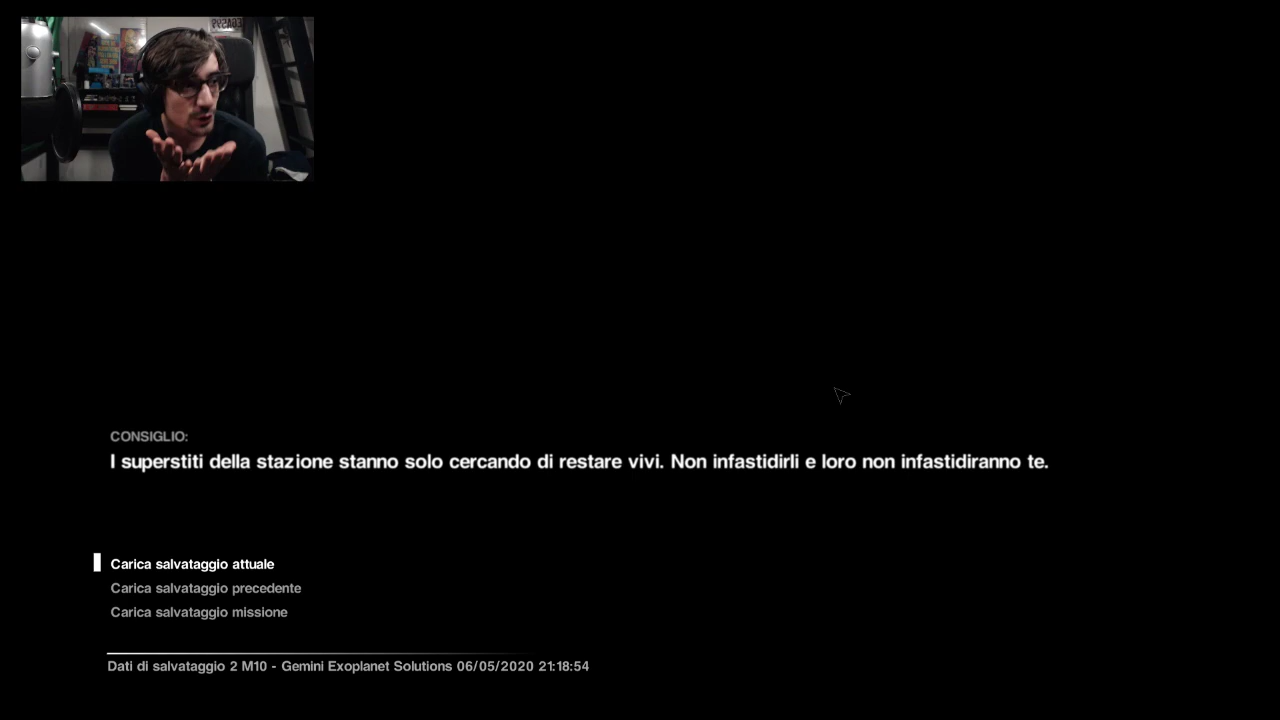 CONSIGLIO:
I superstiti della stazione stanno solo cercando di restare vivi. Non infastidirli e loro non infastidiranno te.
Carica salvataggio attuale
Carica salvataggio precedente
Carica salvataggio missione
Dati di salvataggio 2 M10 - Gemini Exoplanet Solutions 06/05/2020 21:18:54